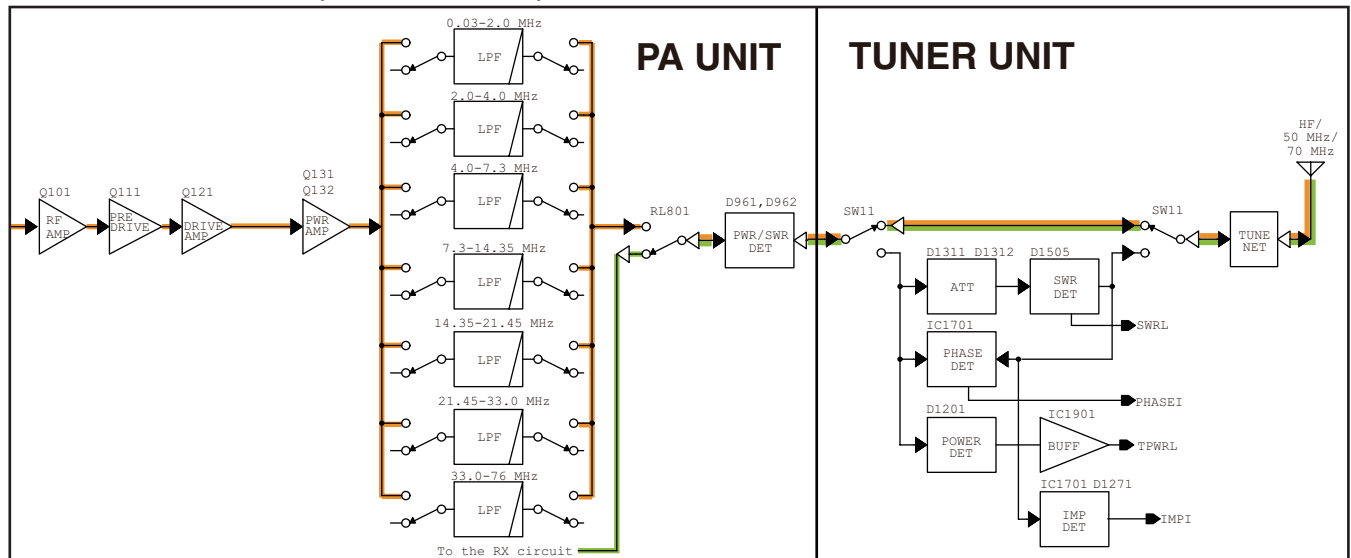 0.03-2.0 MHz
LPF
PA UNIT
TUNER UNIT
2.0-4.0 MHz
LPF
HF/
50 MHz/
70 MHz
4.0-7.3 MHz
LPF
Q101
RF
AMP
Q111
PRE
DRIVE
Q121
DRIVE
AMP
Q131
Q132
PWR
AMP
RL801
D961,D962
PWR/SWR
DET
SW11
SW11
TUNE
NET
7.3-14.35 MHz
LPF
D1311 D1312
ATT
D1505
SWR
DET
SWRL
14.35-21.45 MHz
LPF
IC1701
PHASE
DET
PHASEI
21.45-33.0 MHz
LPF
D1201
POWER
DET
IC1901
BUFF
TPWRL
33.0-76 MHz
LPF
IC1701 D1271
IMP
DET
IMPI
To the RX circuit